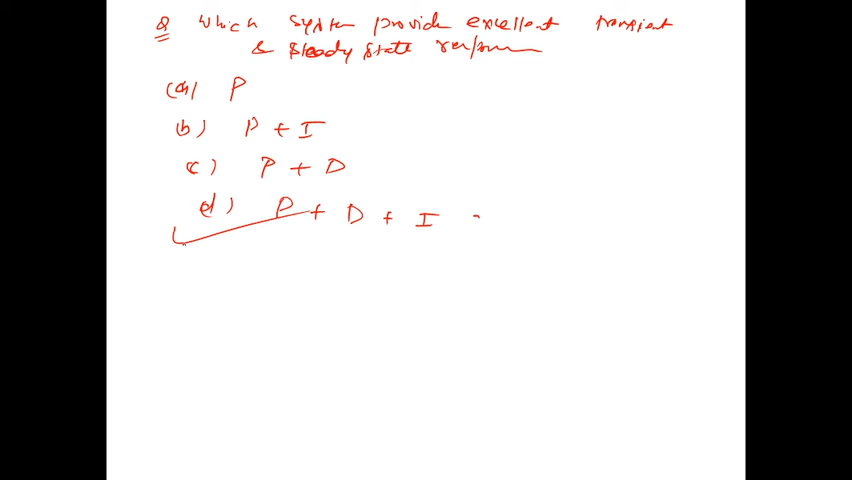 Q Which system provide excellent transient
& steady state response
(a) P
(b) P + I
(c) P + D
(d) P + D + I